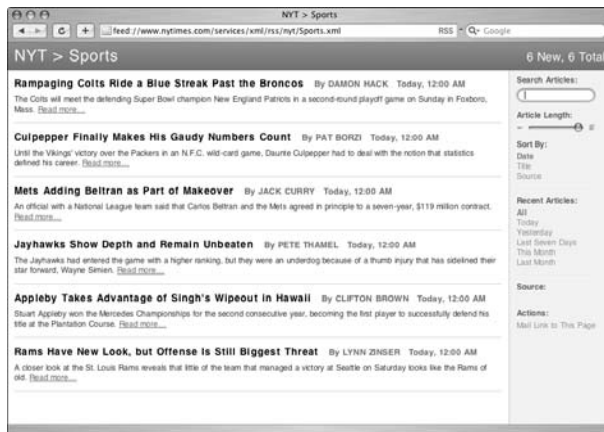 NYT > Sports
feed://www.nytimes.com/services/xml/rss/nyt/Sports.xml
RSS
Google
NYT > Sports
6 New, 6 Total
Rampaging Colts Ride a Blue Streak Past the Broncos By DAMON HACK Today, 12:00 AM
The Colts will meet the defending Super Bowl champion New England Patriots in a second-round playoff game on Sunday in Foxboro,
Mass. Read more...
Culpepper Finally Makes His Gaudy Numbers Count By PAT BORZI Today, 12:00 AM
Until the Vikings' victory over the Packers in an N.F.C. wild-card game, Daunte Culpepper had to deal with the notion that statistics
defined his career. Read more...
Mets Adding Beltran as Part of Makeover By JACK CURRY Today, 12:00 AM
An official with a National League team said that Carlos Beltran and the Mets agreed in principle to a seven-year, $119 million contract.
Read more...
Jayhawks Show Depth and Remain Unbeaten By PETE THAMEL Today, 12:00 AM
The Jayhawks had entered the game with a higher ranking, but they were an underdog because of a thumb injury that has sidelined their
star forward, Wayne Simien. Read more...
Appleby Takes Advantage of Singh's Wipeout in Hawaii By CLIFTON BROWN Today, 12:00 AM
Stuart Appleby won the Mercedes Championships for the second consecutive year, becoming the first player to successfully defend his
title at the Plantation Course. Read more...
Rams Have New Look, but Offense Is Still Biggest Threat By LYNN ZINSER Today, 12:00 AM
A closer look at the St. Louis Rams reveals that little of the team that managed a victory at Seattle on Saturday looks like the Rams of
old. Read more...
Search Articles:
Article Length:
Sort By:
Date
Title
Source
Recent Articles:
All
Today
Yesterday
Last Seven Days
This Month
Last Month
Source:
Actions:
Mail Link to This Page